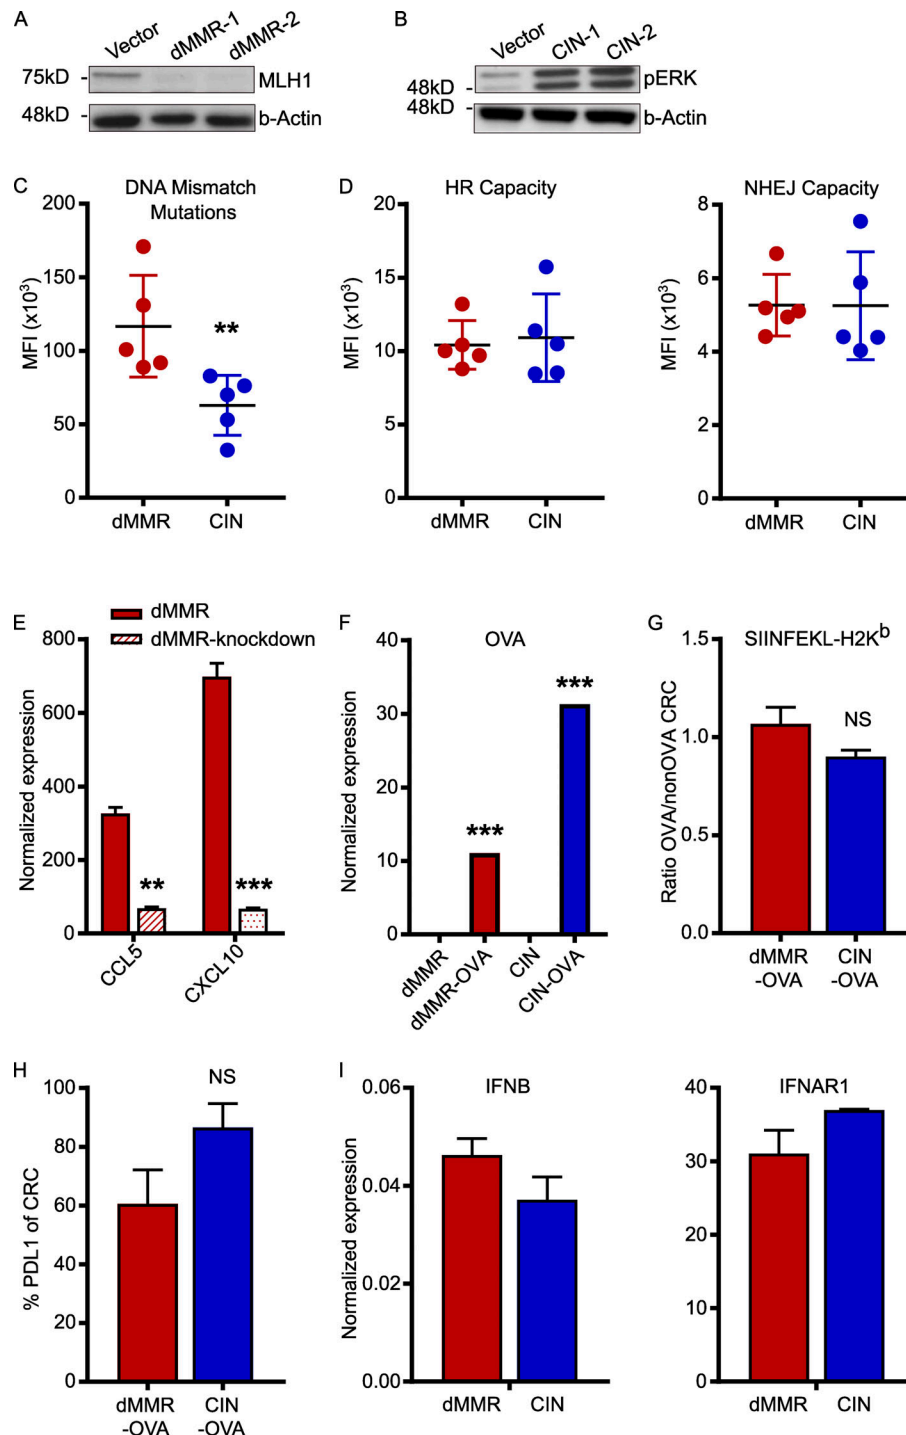 A
Vector
dMMR-1
dMMR-2
75kD -
MLH1
48kD -
b-Actin
B
Vector
CIN-1
CIN-2
48kD -
pERK
48kD -
b-Actin
C
DNA Mismatch
Mutations
MFI (x10³)
200
150
100
50
0
**
dMMR
CIN
D
HR Capacity
MFI (x10³)
20
15
10
5
0
dMMR
CIN
NHEJ Capacity
MFI (x10³)
8
6
4
2
0
dMMR
CIN
E
dMMR
dMMR-knockdown
Normalized expression
800
600
400
200
0
**
***
CCL5
CXCL10
F
OVA
Normalized expression
40
30
20
10
0
***
***
dMMR
dMMR-OVA
CIN
CIN-OVA
G
SIINFEKL-H2Kᵇ
Ratio OVA/nonOVA CRC
1.5
1.0
0.5
0.0
NS
dMMR
-OVA
CIN
-OVA
H
% PDL1 of CRC
100
80
60
40
20
0
NS
dMMR
-OVA
CIN
-OVA
I
IFNB
Normalized expression
0.06
0.04
0.02
0.00
dMMR
CIN
IFNAR1
40
30
20
10
0
dMMR
CIN